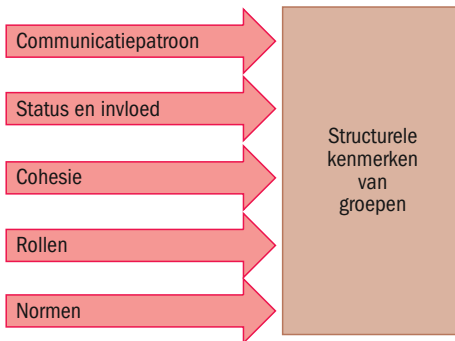 Communicatiepatroon
Status en invloed
Cohesie
Rollen
Normen
Structurele
kenmerken
van
groepen